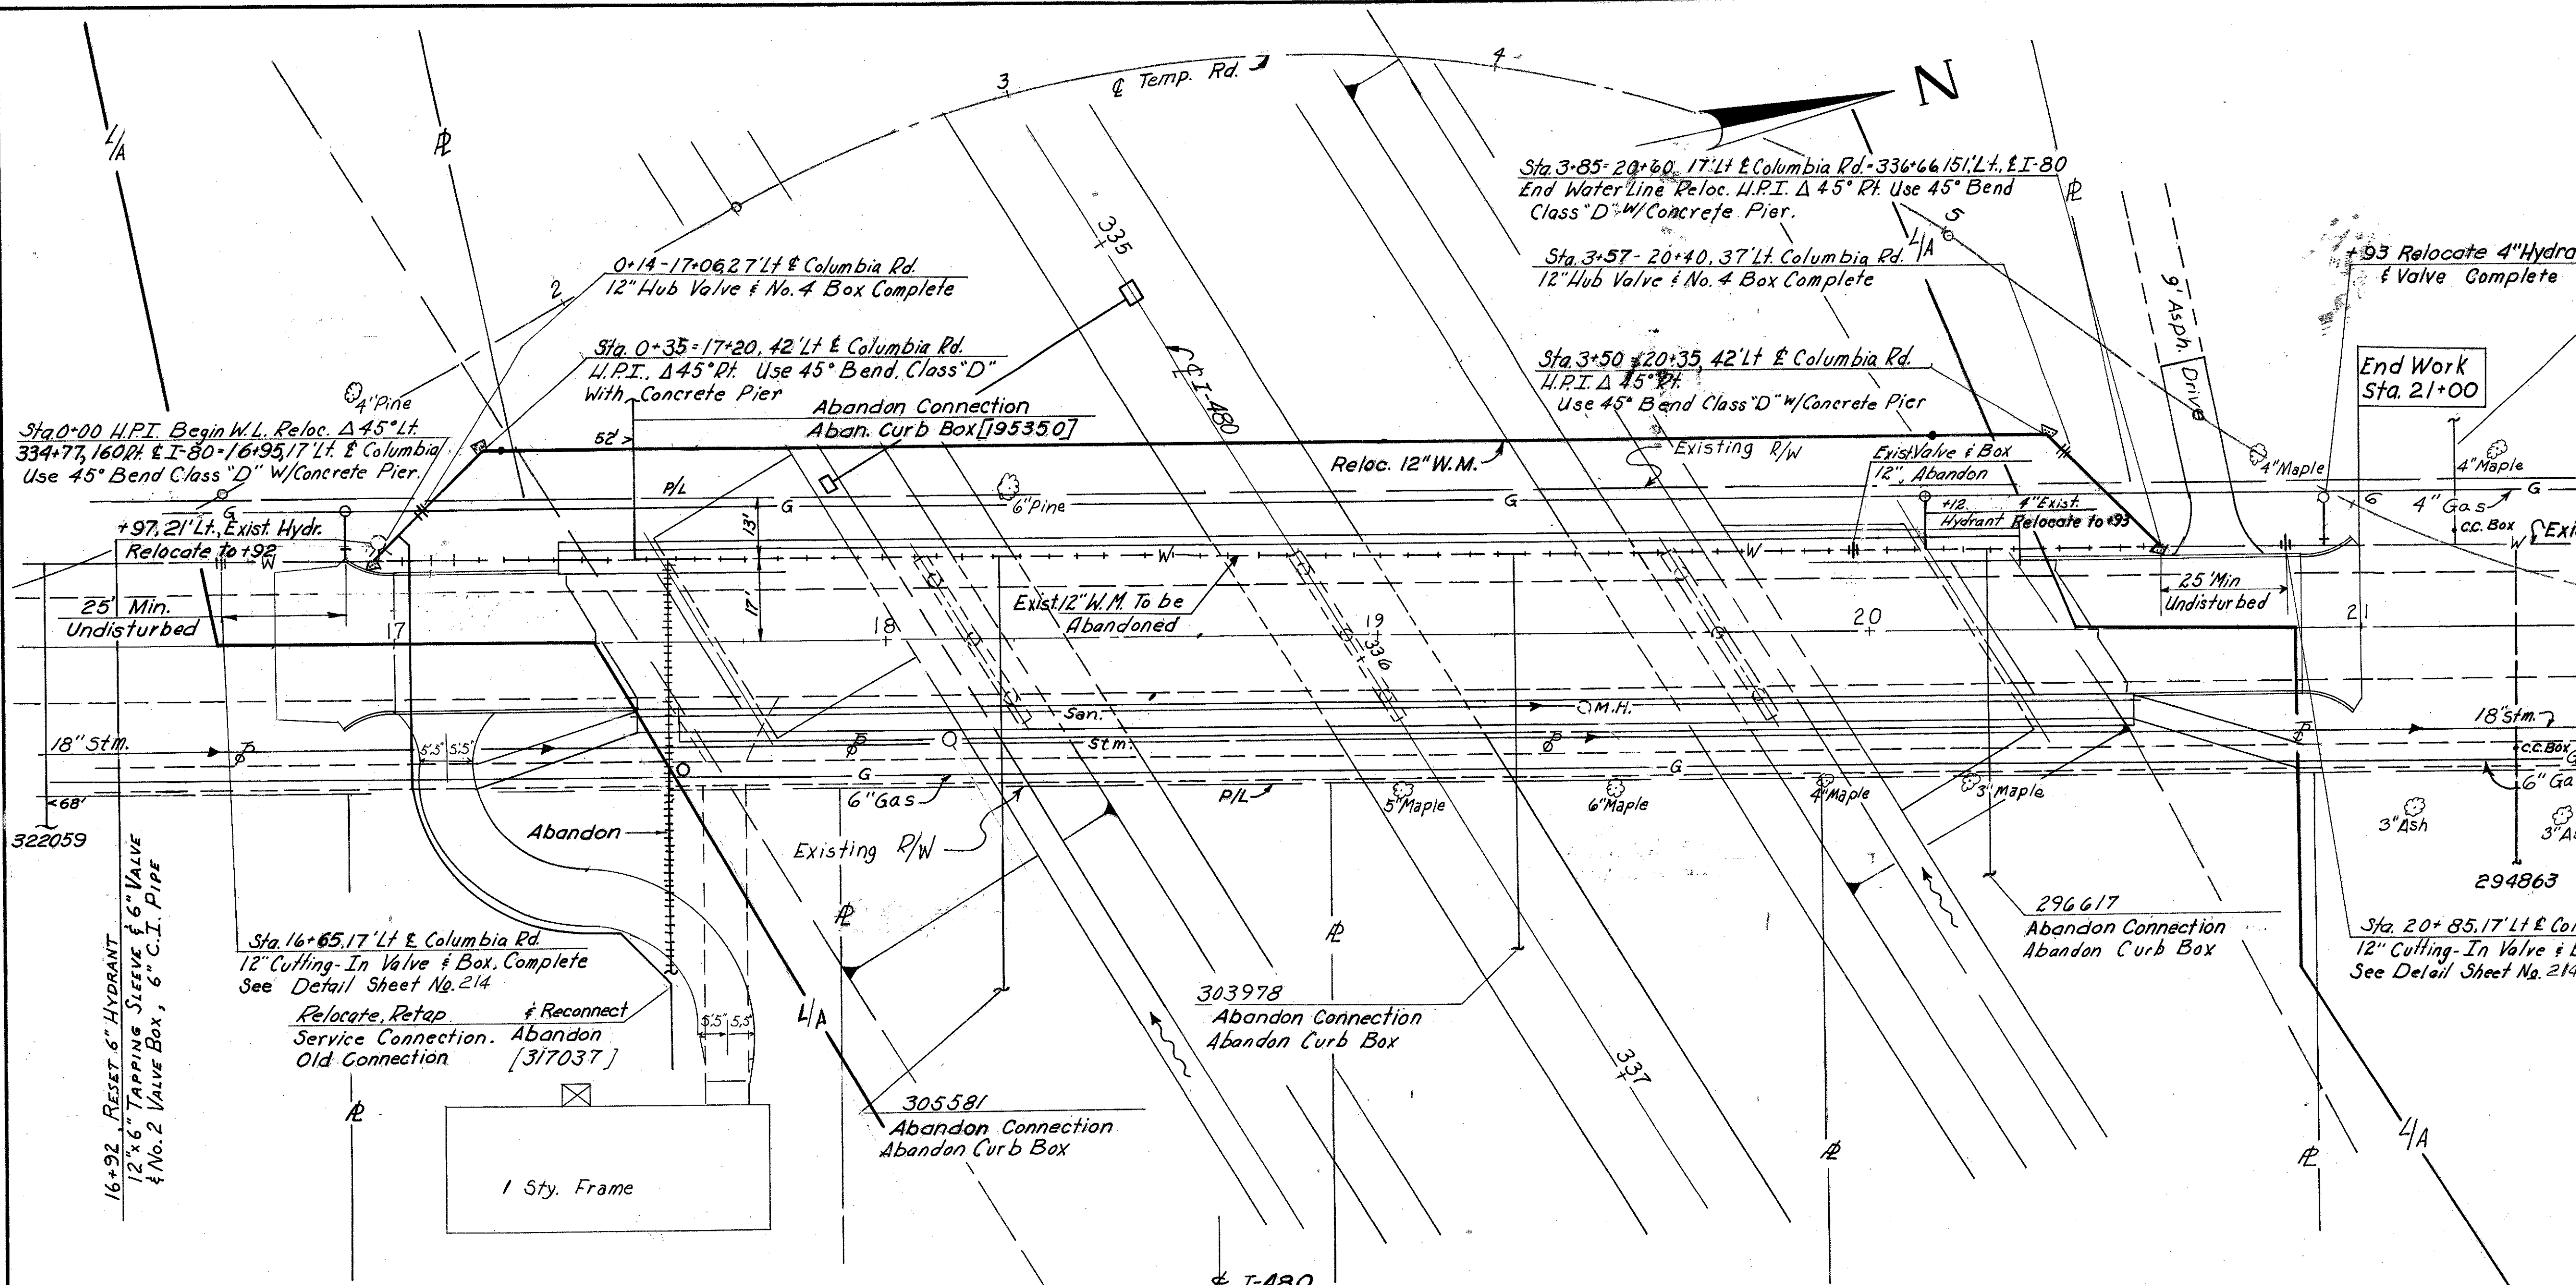 L/A
⅊
3
℄ Temp. Rd.
4
N
Sta. 3+85= 20+60, 17'Lt ℄ Columbia Rd.=336+66,151,'Lt., ℄ I-80
End Water Line Reloc. H.P.I. Δ 45° Rt. Use 45° Bend
Class "D" W/Concrete Pier.
⅊
5
335
L/A
0+14-17+06,27'Lt ℄ Columbia Rd.
12" Hub Valve & No. 4 Box Complete
2
Sta. 3+57- 20+40, 37'Lt. Columbia Rd.
12" Hub Valve & No. 4 Box Complete
+93 Relocate 4"Hydra
& Valve Complete
9' Asph.
Drive
Sta. 0+35=17+20, 42'Lt ℄ Columbia Rd.
H.P.I., Δ 45° Rt. Use 45° Bend, Class "D"
With Concrete Pier
℄ I-480
Sta. 3+50=20+35, 42'Lt ℄ Columbia Rd.
H.P.I. Δ 45° Rt.
Use 45° Bend Class "D" W/Concrete Pier
End Work
Sta. 21+00
4"Pine
Abandon Connection
Aban. Curb Box [195350]
Sta. 0+00 H.P.I. Begin W.L. Reloc. Δ 45° Lt.
334+77, 160Rt. ℄ I-80=16+95,17'Lt. ℄ Columbia
Use 45° Bend Class "D" W/Concrete Pier.
52'
Reloc. 12" W.M.
Existing R/W
Exist Valve & Box
12", Abandon
4"Maple
4"Maple
P/L
6"Pine
G
G
G
G
4" Gas
6
13'
+12
4" Exist.
Hydrant Relocate to +93
C.C. Box
+97, 21' Lt., Exist. Hydr.
Relocate to +92
W
W
W
W
Exi
25' Min.
Undisturbed
17'
Exist. 12" W.M. To be
Abandoned
25' Min
Undisturbed
17
18
19
336
20
21
San.
M.H.
18" Stm.
5.5' 5.5'
Stm.
18" Stm.
C.C. Box
G
G
G
<68'
6" Gas
P/L
5"Maple
6"Maple
4"Maple
3" Maple
6" Ga
322059
Abandon
Existing R/W
3"Ash
3"A
16+92, RESET 6" HYDRANT
12"x6" TAPPING SLEEVE & 6" VALVE
& No. 2 VALVE BOX, 6" C.I. PIPE
294863
⅊
⅊
Sta. 16+65,17'Lt ℄ Columbia Rd.
12" Cutting-In Valve & Box, Complete
See Detail Sheet No. 214
296617
Abandon Connection
Abandon Curb Box
Sta. 20+85,17'Lt ℄ Col
12" Cutting-In Valve &
See Detail Sheet No. 214
Relocate, Retap & Reconnect
Service Connection. Abandon
Old Connection [317037]
5.5' 5.5'
L/A
303978
Abandon Connection
Abandon Curb Box
337
⅊
305581
Abandon Connection
Abandon Curb Box
⅊
⅊
L/A
1 Sty. Frame
℄ I-480